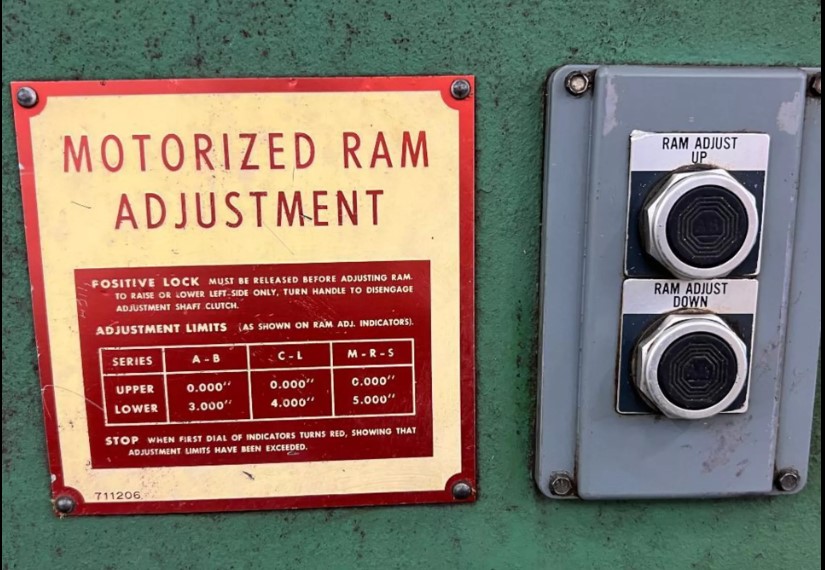 MOTORIZED RAM
ADJUSTMENT
POSITIVE LOCK MUST BE RELEASED BEFORE ADJUSTING RAM.
TO RAISE OR LOWER LEFT-SIDE ONLY, TURN HANDLE TO DISENGAGE
ADJUSTMENT SHAFT CLUTCH.
ADJUSTMENT LIMITS (AS SHOWN ON RAM ADJ. INDICATORS).
SERIES A-B C-L M-R-S
UPPER 0.000" 0.000" 0.000"
LOWER 3.000" 4.000" 5.000"
STOP WHEN FIRST DIAL OF INDICATORS TURNS RED, SHOWING THAT
ADJUSTMENT LIMITS HAVE BEEN EXCEEDED.
711206
RAM ADJUST
UP
RAM ADJUST
DOWN